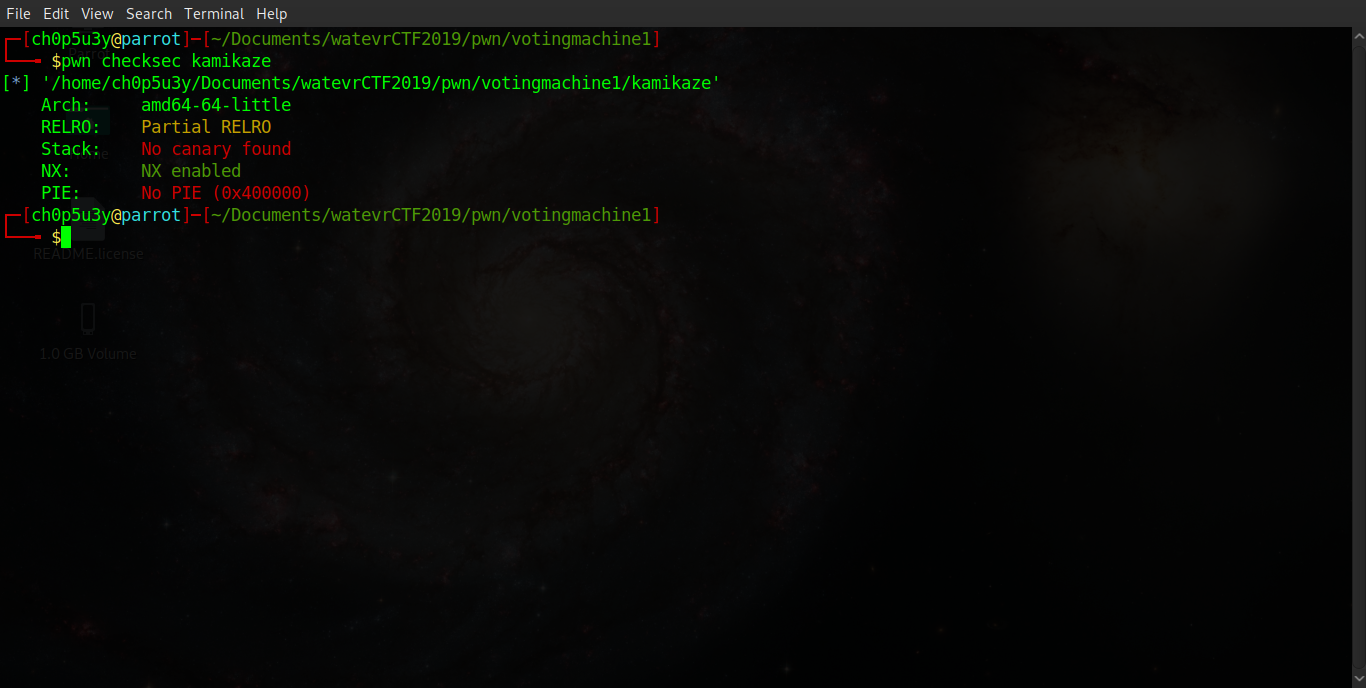 File Edit View Search Terminal Help
┌─[ch0p5u3y@parrot]─[~/Documents/watevrCTF2019/pwn/votingmachine1]
└──╼ $pwn checksec kamikaze
[*] '/home/ch0p5u3y/Documents/watevrCTF2019/pwn/votingmachine1/kamikaze'
    Arch:     amd64-64-little
    RELRO:    Partial RELRO
    Stack:    No canary found
    NX:       NX enabled
    PIE:      No PIE (0x400000)
┌─[ch0p5u3y@parrot]─[~/Documents/watevrCTF2019/pwn/votingmachine1]
└──╼ $
README.license
1.0 GB Volume